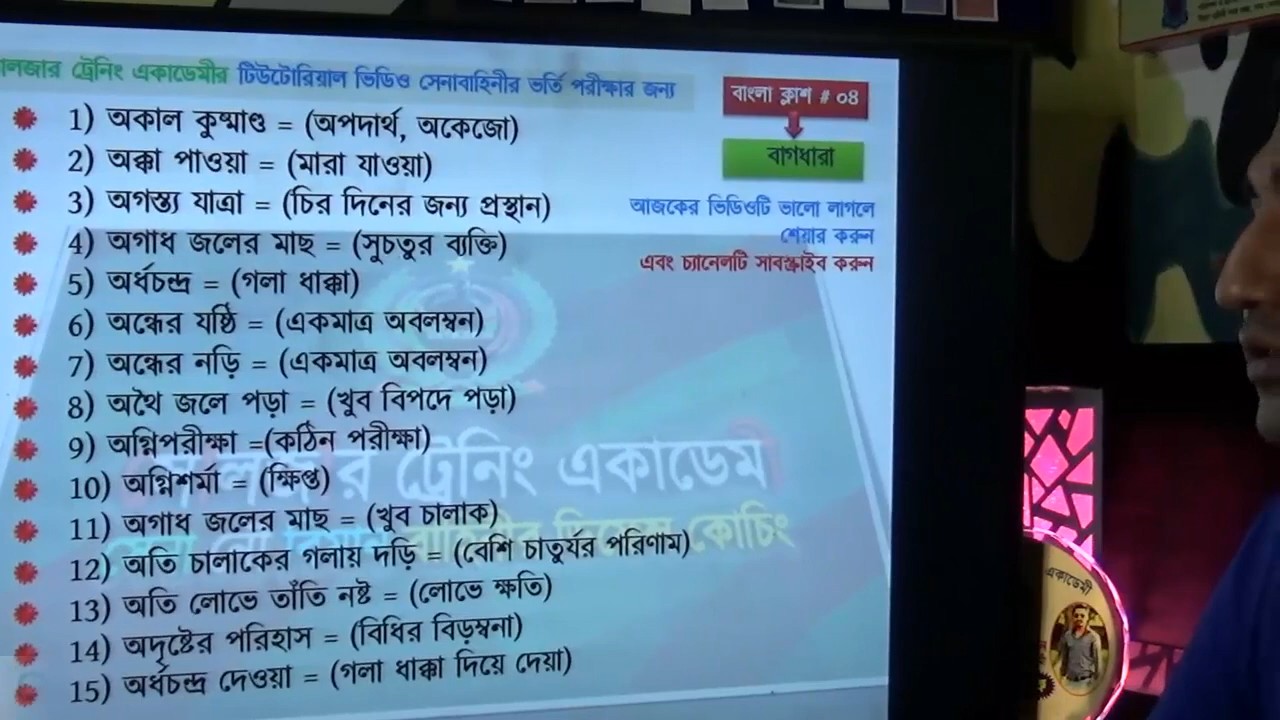 ট্রেনিং একাডেমীর টিউটোরিয়াল ভিডিও সেনাবাহিনীর ভর্তি পরীক্ষার জন্য
বাংলা ক্লাশ # ০৪
বাগধারা
আজকের ভিডিওটি ভালো লাগলে
শেয়ার করুন
এবং চ্যানেলটি সাবস্ক্রাইব করুন
1) অকাল কুষ্মাণ্ড = (অপদার্থ, অকেজো)
2) অক্কা পাওয়া = (মারা যাওয়া)
3) অগস্ত্য যাত্রা = (চির দিনের জন্য প্রস্থান)
4) অগাধ জলের মাছ = (সুচতুর ব্যক্তি)
5) অর্ধচন্দ্র = (গলা ধাক্কা)
6) অন্ধের যষ্ঠি = (একমাত্র অবলম্বন)
7) অন্ধের নড়ি = (একমাত্র অবলম্বন)
8) অথৈ জলে পড়া = (খুব বিপদে পড়া)
9) অগ্নিপরীক্ষা =(কঠিন পরীক্ষা)
10) অগ্নিশর্মা = (ক্ষিপ্ত)
11) অগাধ জলের মাছ = (খুব চালাক)
12) অতি চালাকের গলায় দড়ি = (বেশি চাতুর্যর পরিণাম)
13) অতি লোভে তাঁতি নষ্ট = (লোভে ক্ষতি)
14) অদৃষ্টের পরিহাস = (বিধির বিড়ম্বনা)
15) অর্ধচন্দ্র দেওয়া = (গলা ধাক্কা দিয়ে দেয়া)
ট্রেনিং একাডেম
কোচিং
একাডেমী